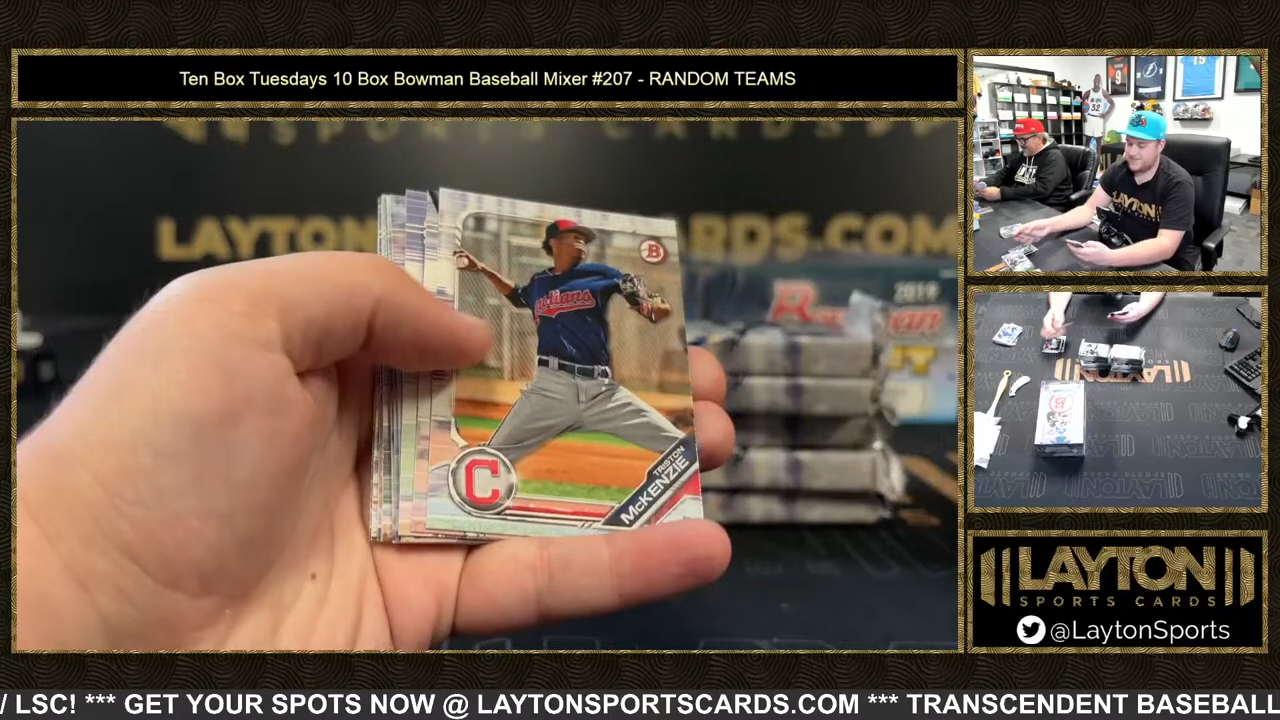 Ten Box Tuesdays 10 Box Bowman Baseball Mixer #207 - RANDOM TEAMS
LAYTON
CARDS.COM
2019
B
Indians
C
TRISTON
McKENZIE
LAYTON
SPORTS CARDS
@LaytonSports
/ LSC! *** GET YOUR SPOTS NOW @ LAYTONSPORTSCARDS.COM *** TRANSCENDENT BASEBALL